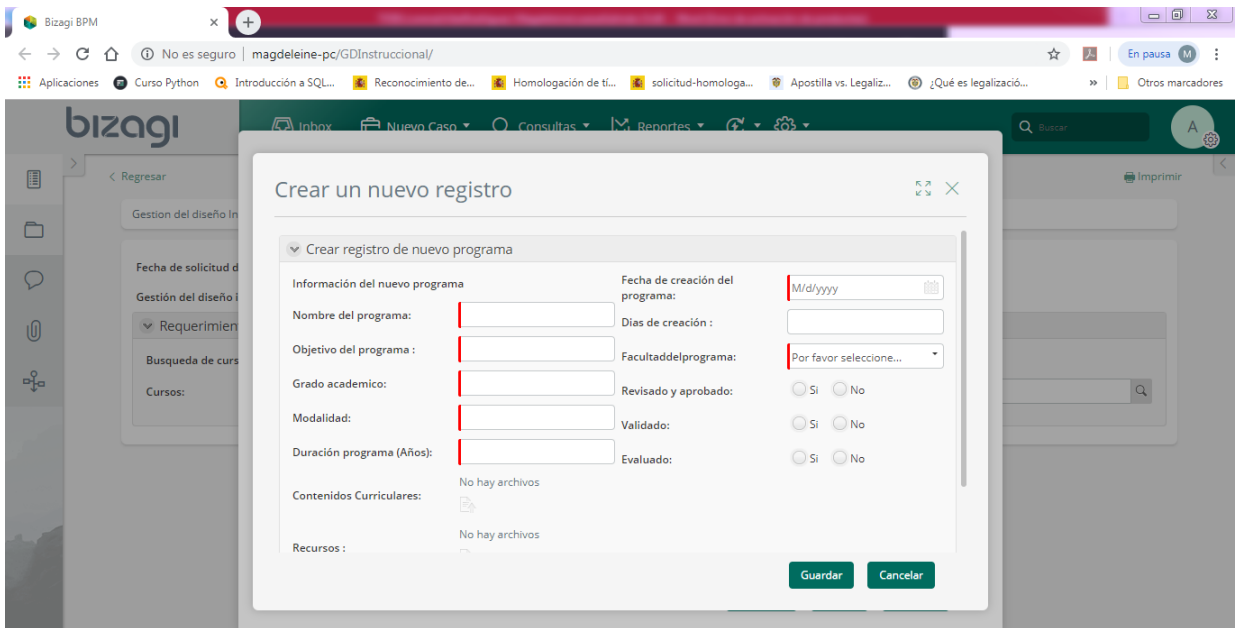 Bizagi BPM
No es seguro | magdeleine-pc/GDInstruccional/
En pausa M
Aplicaciones Curso Python Introducción a SQL... Reconocimiento de... Homologación de tí... solicitud-homologa... Apostilla vs. Legaliz... ¿Qué es legalizació... » Otros marcadores
bizagi Inbox Nuevo Caso Consultas Reportes Buscar A
Regresar
Imprimir
Gestion del diseño In
Fecha de solicitud d
Gestión del diseño i
Requerimien
Busqueda de curs
Cursos:
Crear un nuevo registro
Crear registro de nuevo programa
Información del nuevo programa
Nombre del programa:
Objetivo del programa :
Grado academico:
Modalidad:
Duración programa (Años):
Contenidos Curriculares:
No hay archivos
Recursos :
No hay archivos
Fecha de creación del
programa:
M/d/yyyy
Dias de creación :
Facultaddelprograma:
Por favor seleccione...
Revisado y aprobado:
Si No
Validado:
Si No
Evaluado:
Si No
Guardar Cancelar